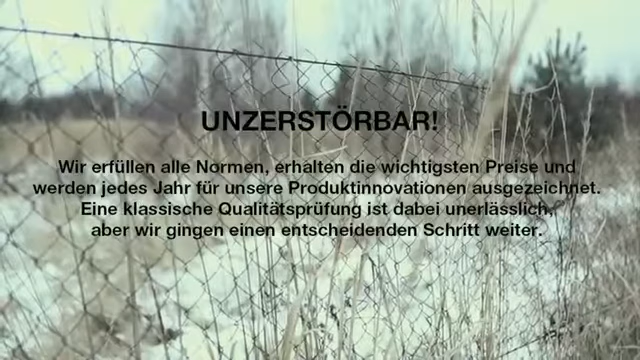 UNZERSTÖRBAR!
Wir erfüllen alle Normen, erhalten die wichtigsten Preise und
werden jedes Jahr für unsere Produktinnovationen ausgezeichnet.
Eine klassische Qualitätsprüfung ist dabei unerlässlich,
aber wir gingen einen entscheidenden Schritt weiter.